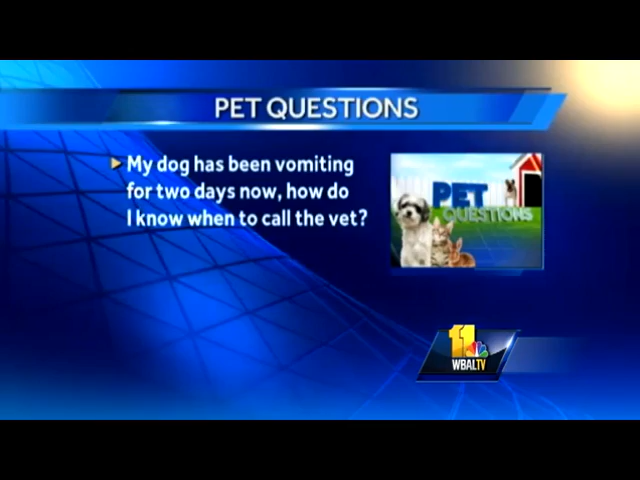 PET QUESTIONS
My dog has been vomiting
for two days now, how do
I know when to call the vet?
PET
QUESTIONS
11
WBALTV